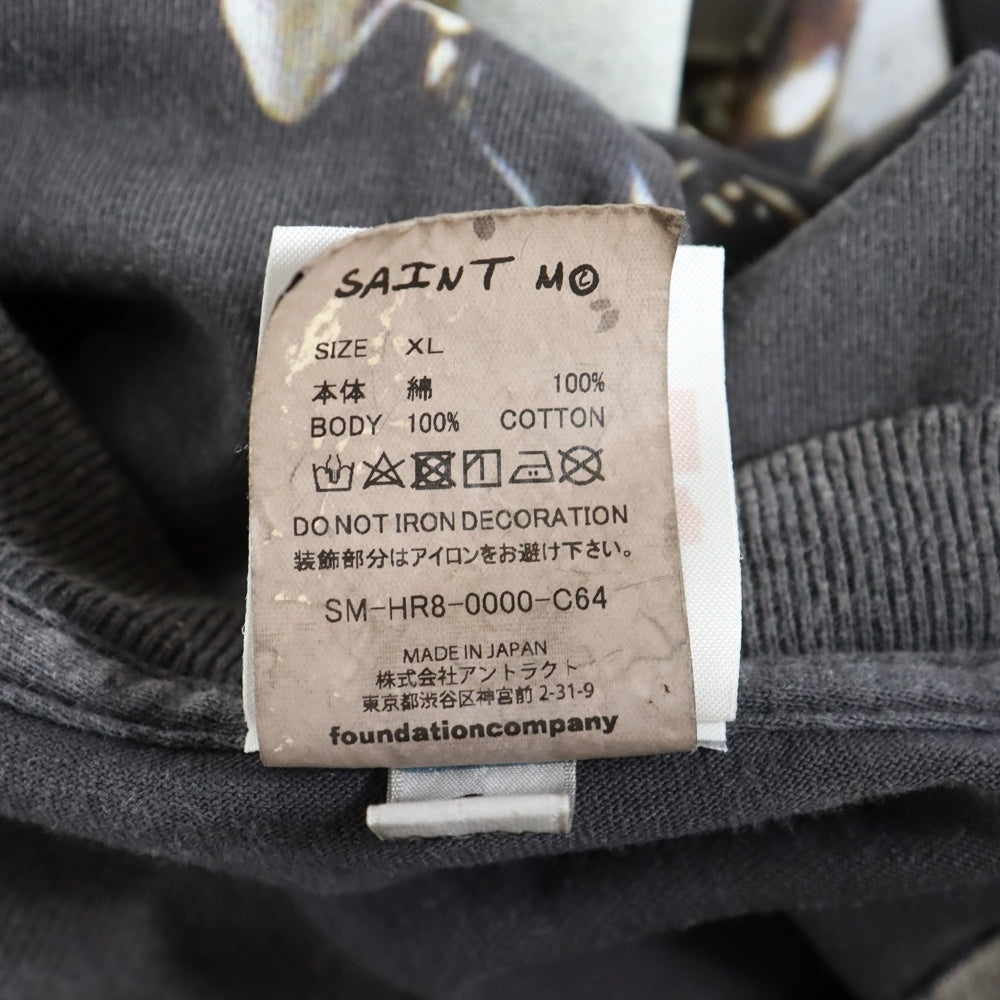 SAINT M©
SIZE XL
本体 綿 100%
BODY 100% COTTON
DO NOT IRON DECORATION
装飾部分はアイロンをお避け下さい。
SM-HR8-0000-C64
MADE IN JAPAN
株式会社アントラクト
東京都渋谷区神宮前 2-31-9
foundationcompany